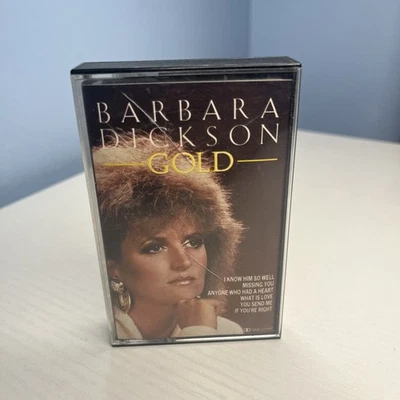 BARBARA
DICKSON
GOLD
I KNOW HIM SO WELL
MISSING YOU
ANYONE WHO HAD A HEART
WHAT IS LOVE
YOU SEND ME
IF YOU'RE RIGHT